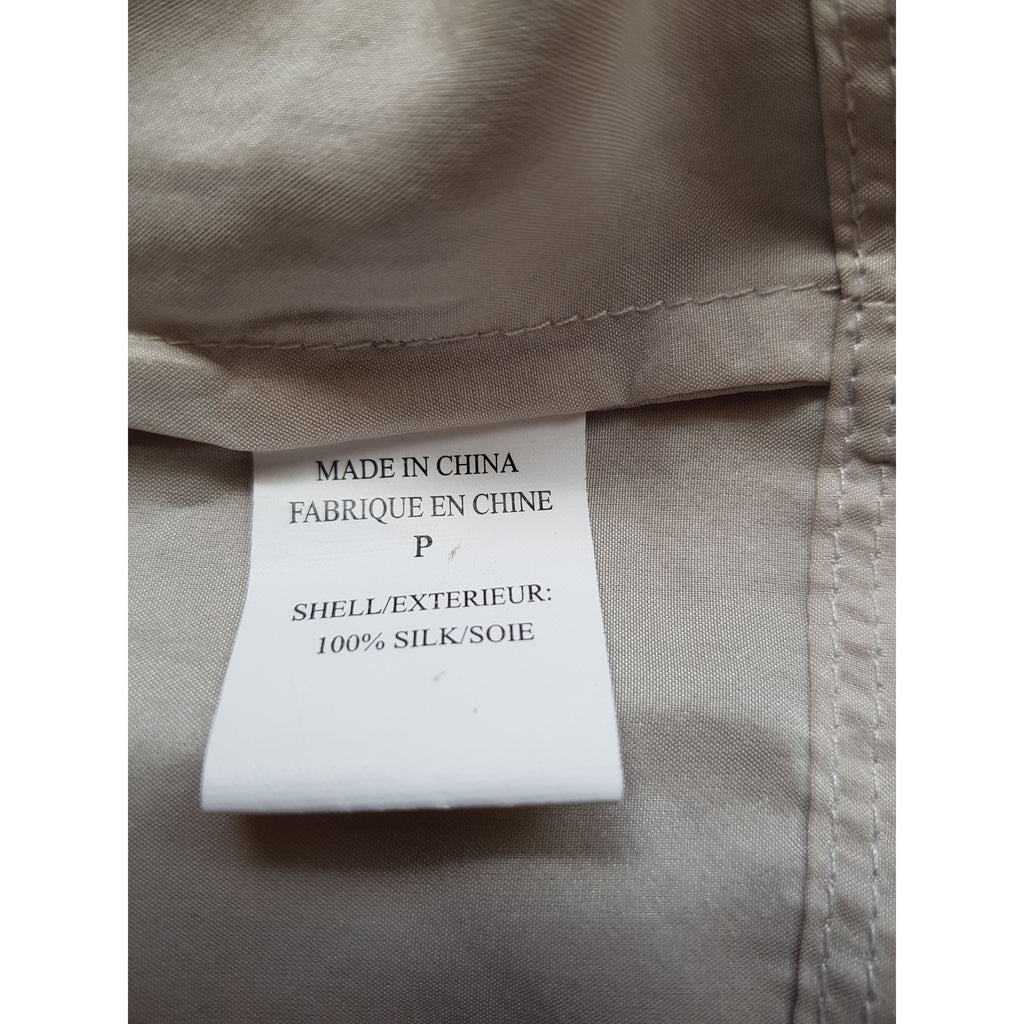 MADE IN CHINA
FABRIQUE EN CHINE
P
SHELL/EXTERIEUR:
100% SILK/SOIE